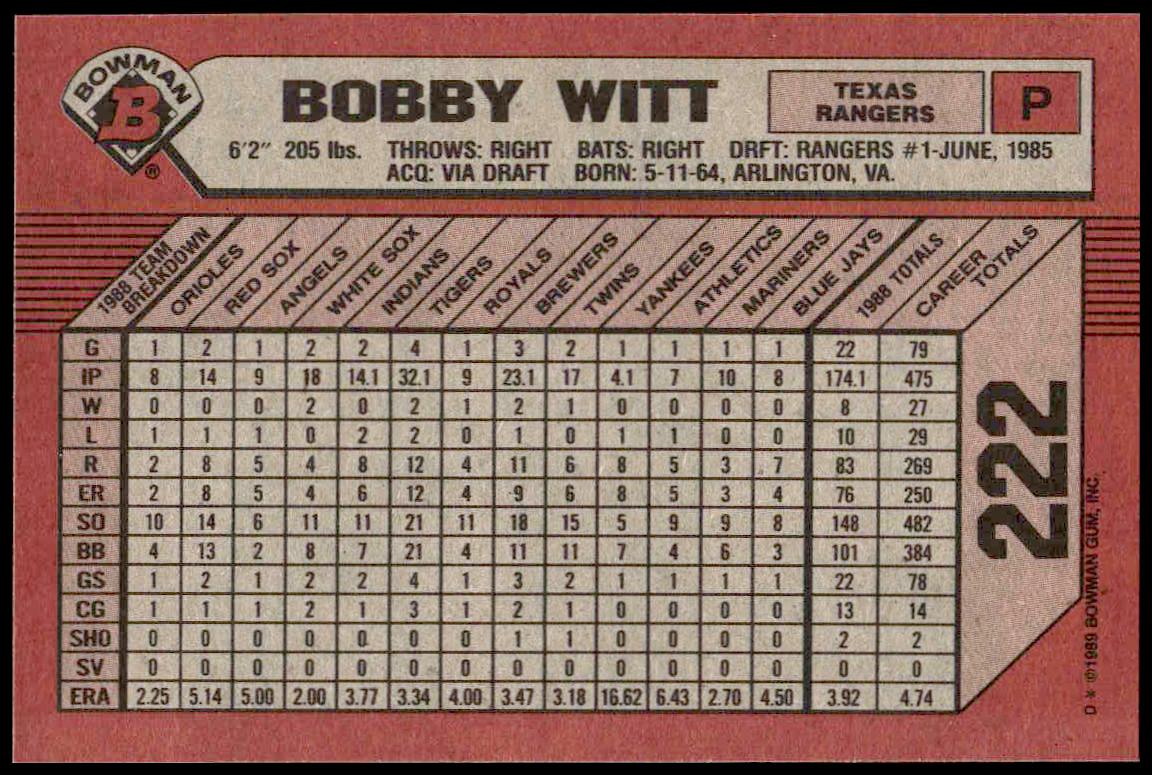 BOWMAN
B
®
BOBBY WITT
TEXAS RANGERS
P
6'2" 205 lbs. THROWS: RIGHT BATS: RIGHT DRFT: RANGERS #1-JUNE, 1985
ACQ: VIA DRAFT BORN: 5-11-64, ARLINGTON, VA.
1988 TEAM BREAKDOWN ORIOLES RED SOX ANGELS WHITE SOX INDIANS TIGERS ROYALS BREWERS TWINS YANKEES ATHLETICS MARINERS BLUE JAYS 1988 TOTALS CAREER TOTALS
G 1 2 1 2 2 4 1 3 2 1 1 1 1 22 79
IP 8 14 9 18 14.1 32.1 9 23.1 17 4.1 7 10 8 174.1 475
W 0 0 0 2 0 2 1 2 1 0 0 0 0 8 27
L 1 1 1 0 2 2 0 1 0 1 1 0 0 10 29
R 2 8 5 4 8 12 4 11 6 8 5 3 7 83 269
ER 2 8 5 4 6 12 4 9 6 8 5 3 4 76 250
SO 10 14 6 11 11 21 11 18 15 5 9 9 8 148 482
BB 4 13 2 8 7 21 4 11 11 7 4 6 3 101 384
GS 1 2 1 2 2 4 1 3 2 1 1 1 1 22 78
CG 1 1 1 2 1 3 1 2 1 0 0 0 0 13 14
SHO 0 0 0 0 0 0 0 1 1 0 0 0 0 2 2
SV 0 0 0 0 0 0 0 0 0 0 0 0 0 0 0
ERA 2.25 5.14 5.00 2.00 3.77 3.34 4.00 3.47 3.18 16.62 6.43 2.70 4.50 3.92 4.74
222
D * ©1989 BOWMAN GUM, INC.